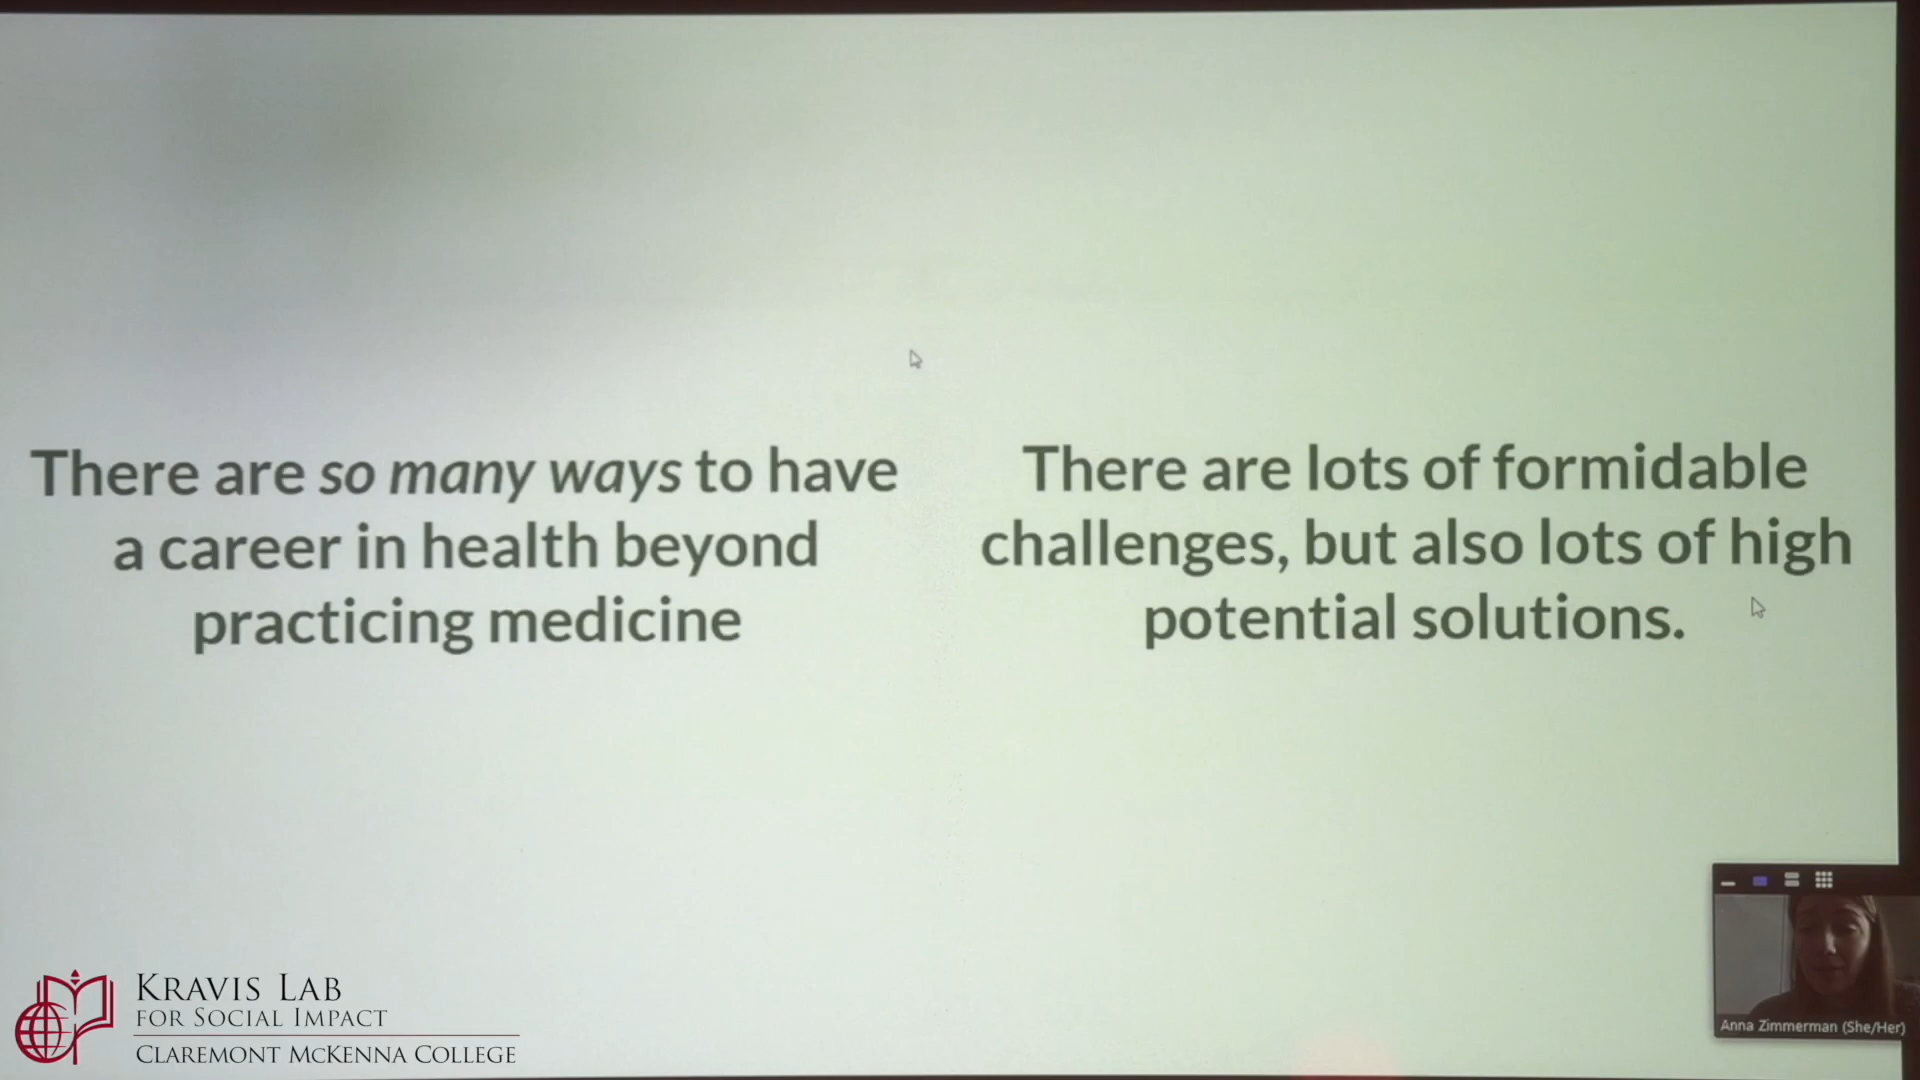 There are so many ways to have
a career in health beyond
practicing medicine
There are lots of formidable
challenges, but also lots of high
potential solutions.
Anna Zimmerman (She/Her)
KRAVIS LAB
FOR SOCIAL IMPACT
CLAREMONT MCKENNA COLLEGE